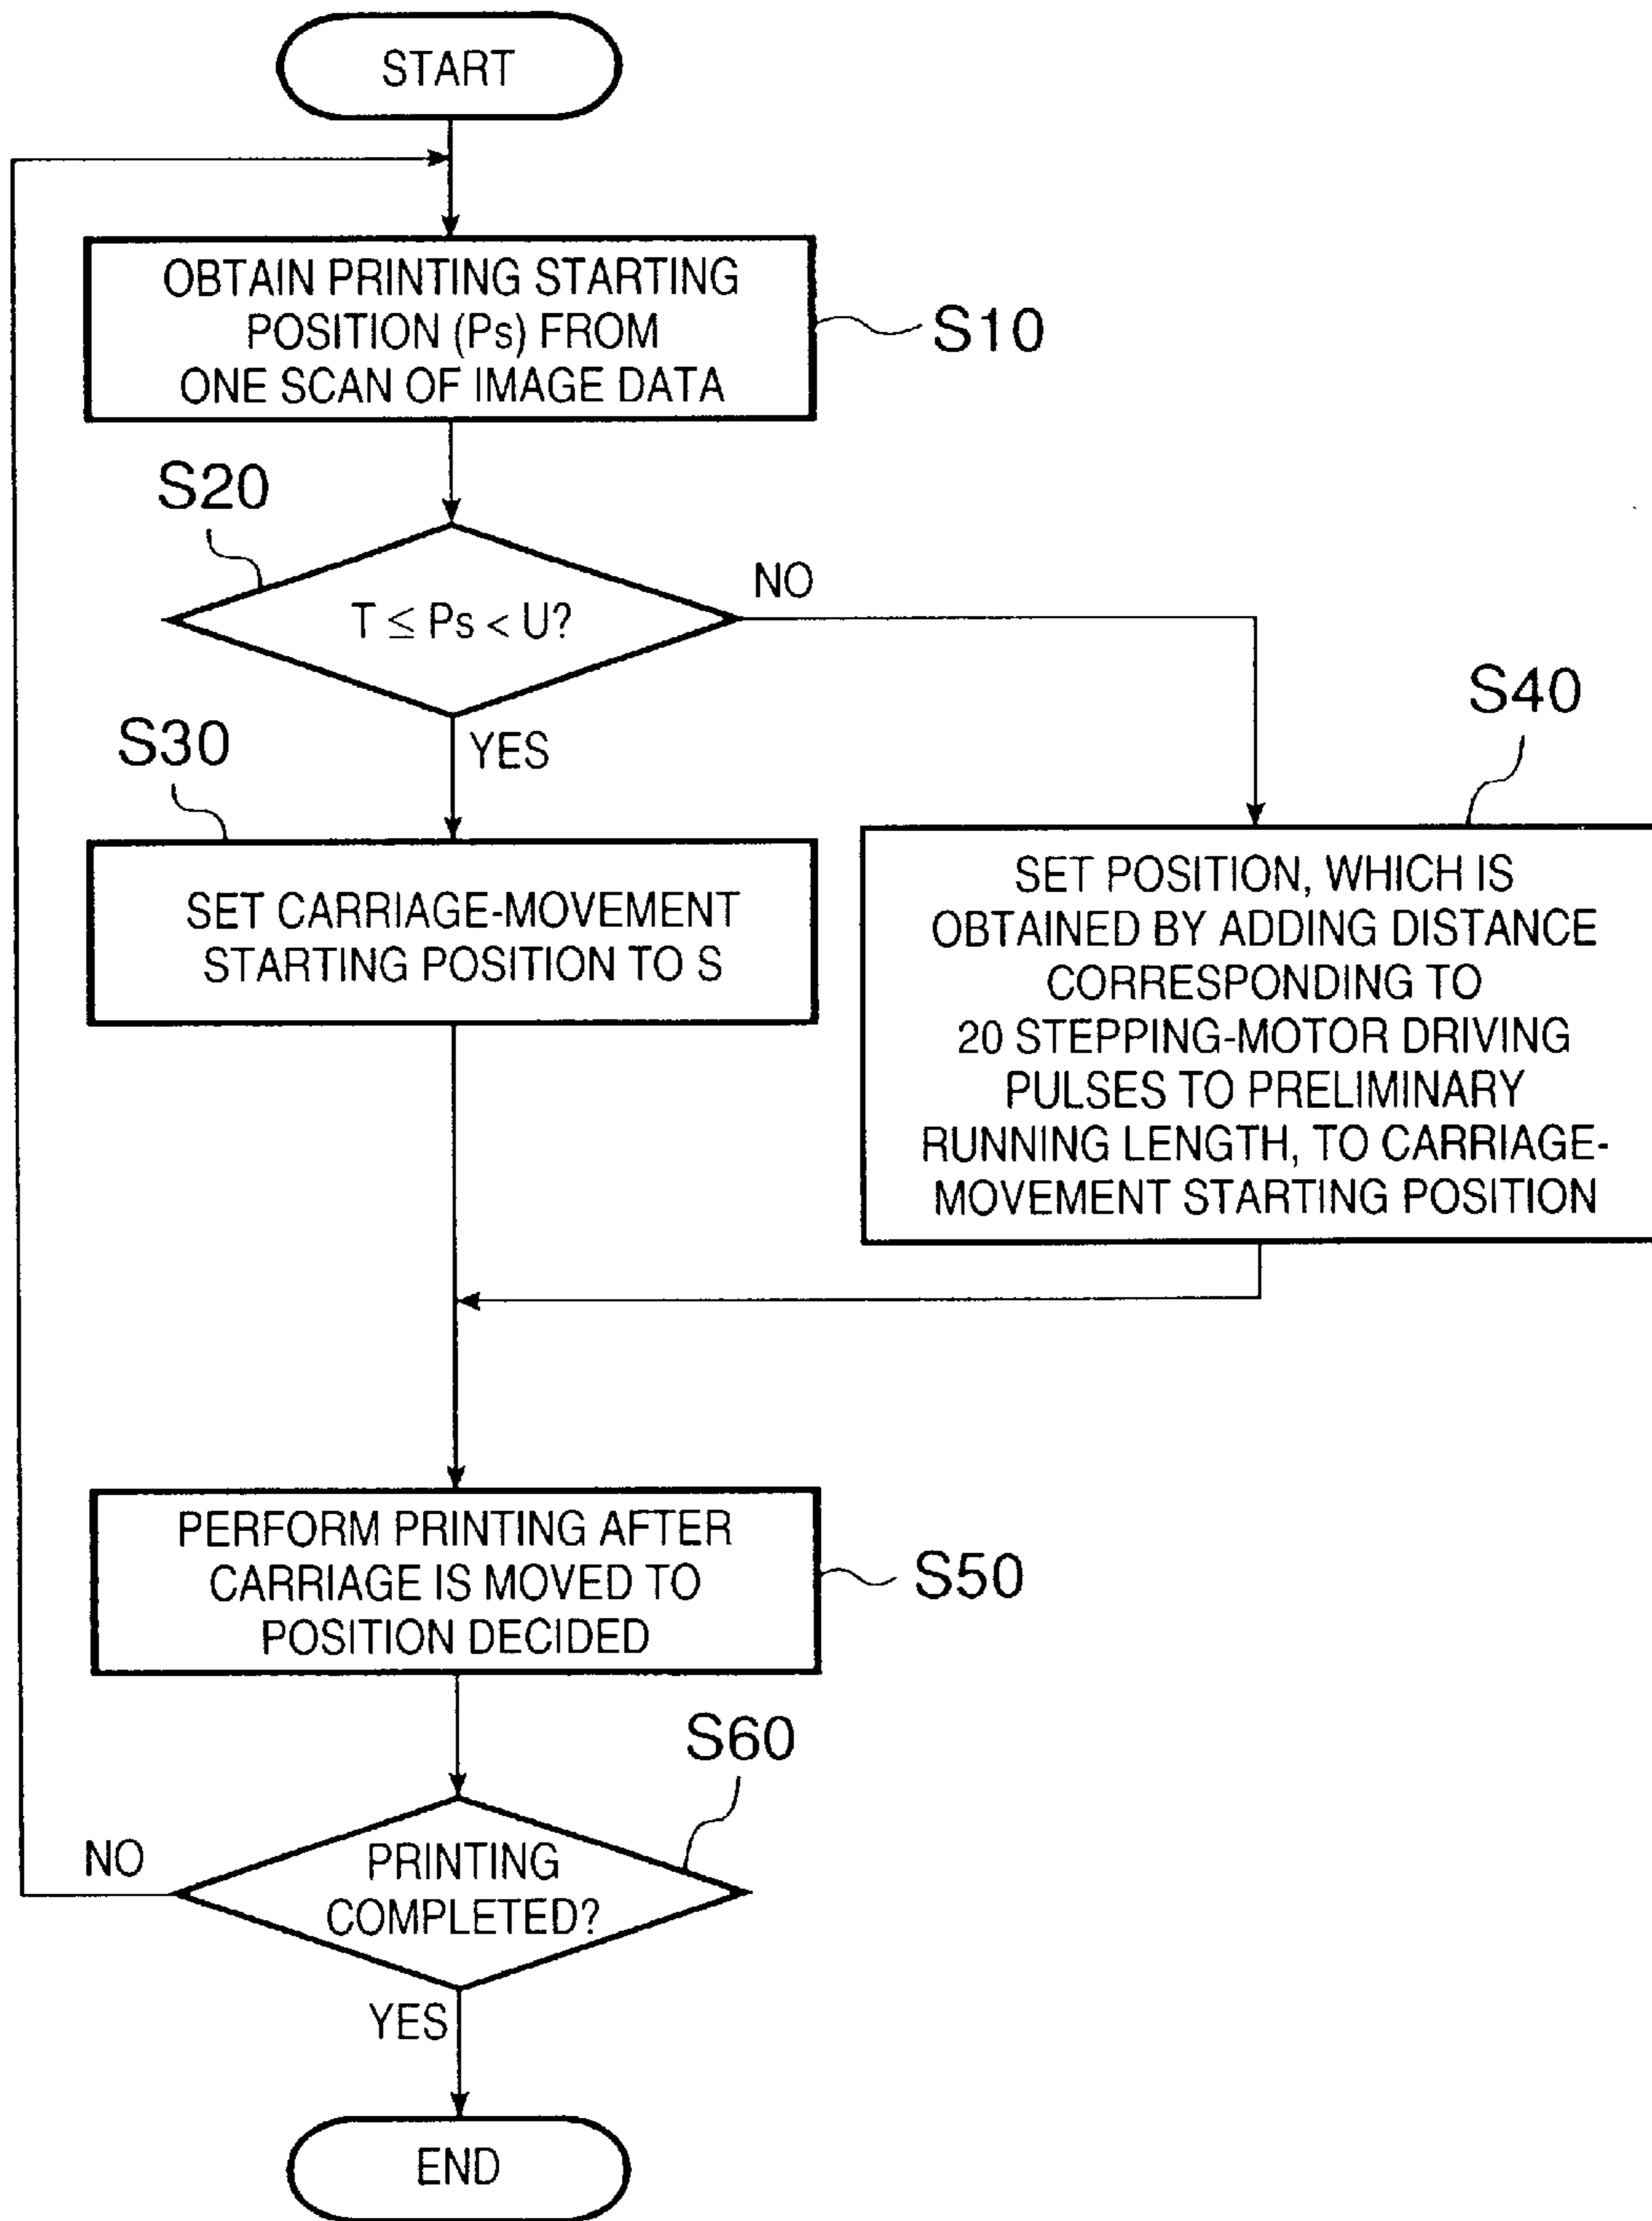 START
OBTAIN PRINTING STARTING
POSITION (Ps) FROM
ONE SCAN OF IMAGE DATA
S10
S20
T ≦ Ps < U?
NO
YES
S30
SET CARRIAGE-MOVEMENT
STARTING POSITION TO S
S40
SET POSITION, WHICH IS
OBTAINED BY ADDING DISTANCE
CORRESPONDING TO
20 STEPPING-MOTOR DRIVING
PULSES TO PRELIMINARY
RUNNING LENGTH, TO CARRIAGE-
MOVEMENT STARTING POSITION
PERFORM PRINTING AFTER
CARRIAGE IS MOVED TO
POSITION DECIDED
S50
S60
PRINTING
COMPLETED?
NO
YES
END